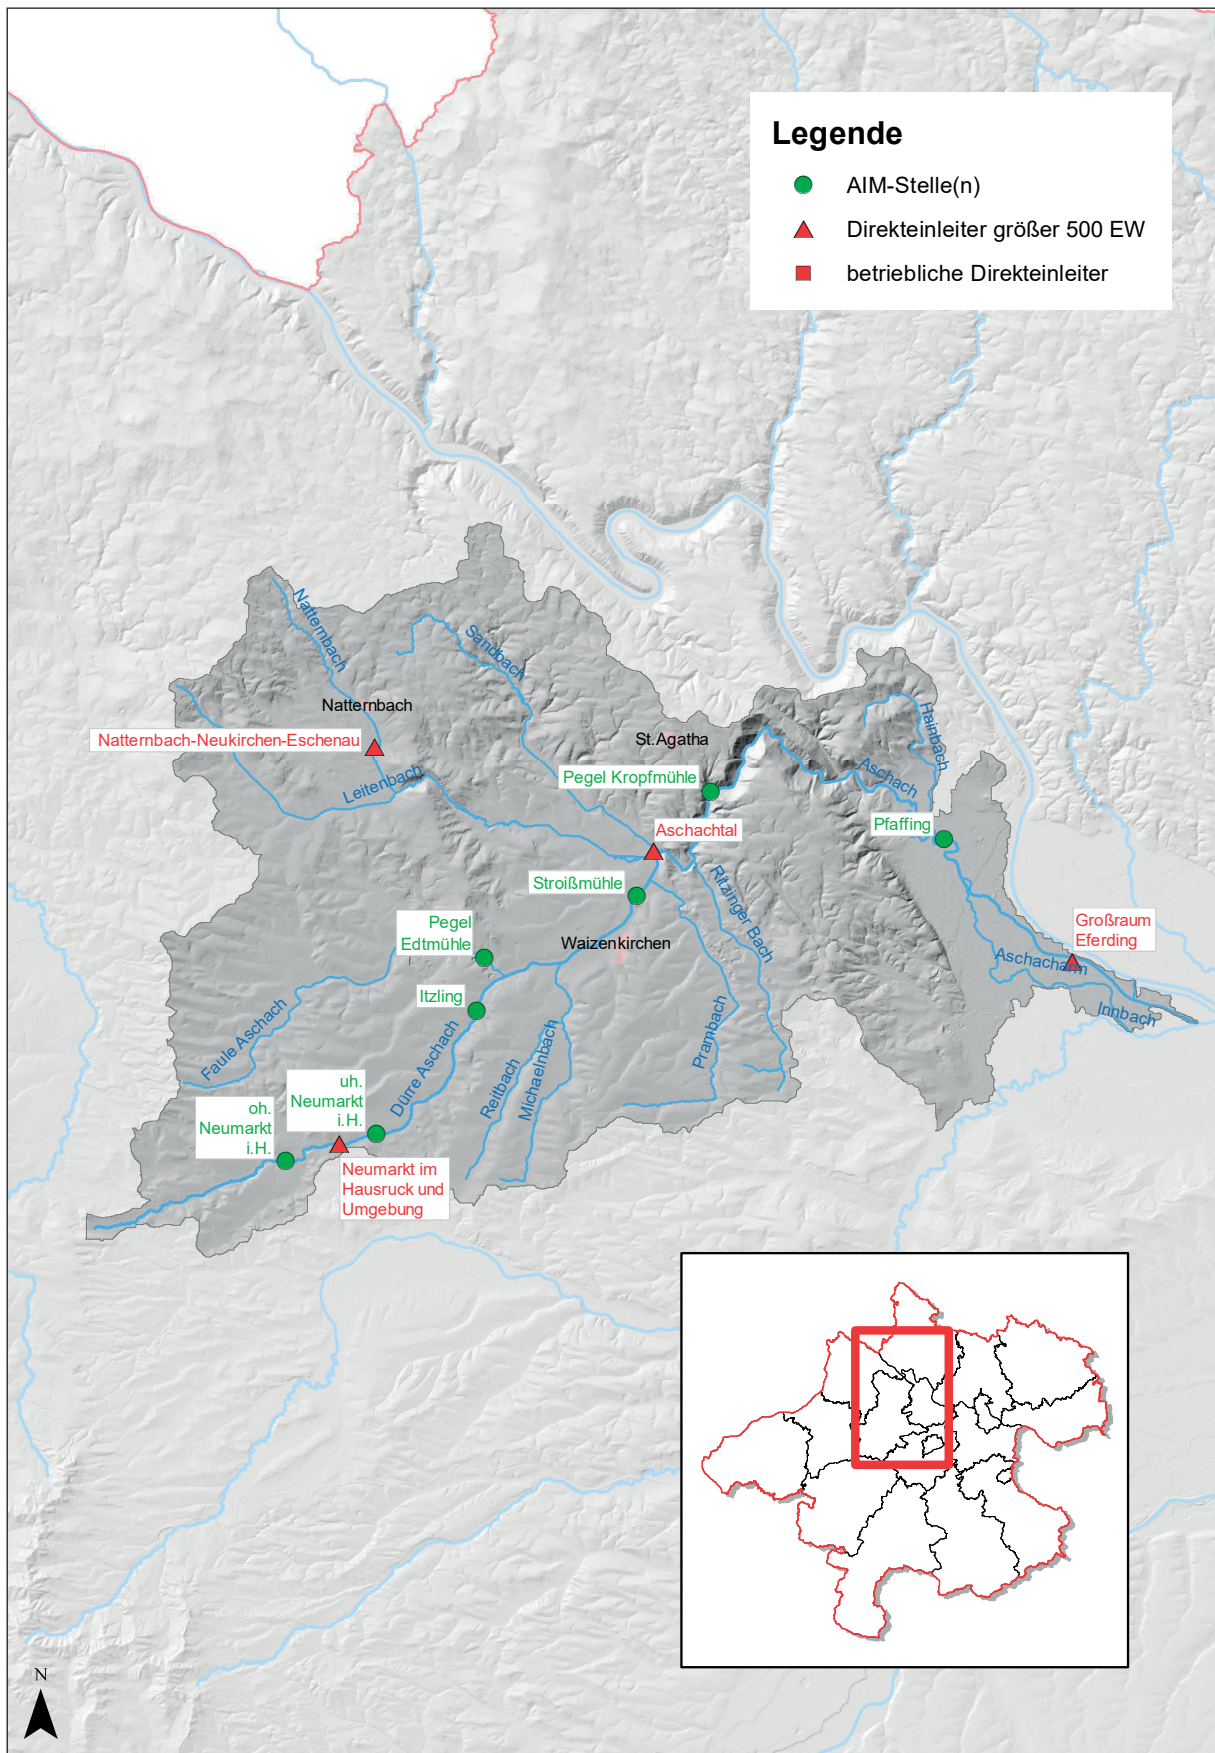 Legende
AIM-Stelle(n)
Direkteinleiter größer 500 EW
betriebliche Direkteinleiter
Natternbach
Sandbach
Natternbach
Natternbach-Neukirchen-Eschenau
Leitenbach
St.Agatha
Pegel Kropfmühle
Hainbach
Aschach
Pfaffing
Aschachtal
Stroißmühle
Ritzinger Bach
Pegel
Edtmühle
Waizenkirchen
Großraum
Eferding
Aschacharm
Innbach
Itzling
Faule Aschach
Dürre Aschach
Reitbach
Michaelnbach
Prambach
uh.
Neumarkt
i.H.
oh.
Neumarkt
i.H.
Neumarkt im
Hausruck und
Umgebung
N